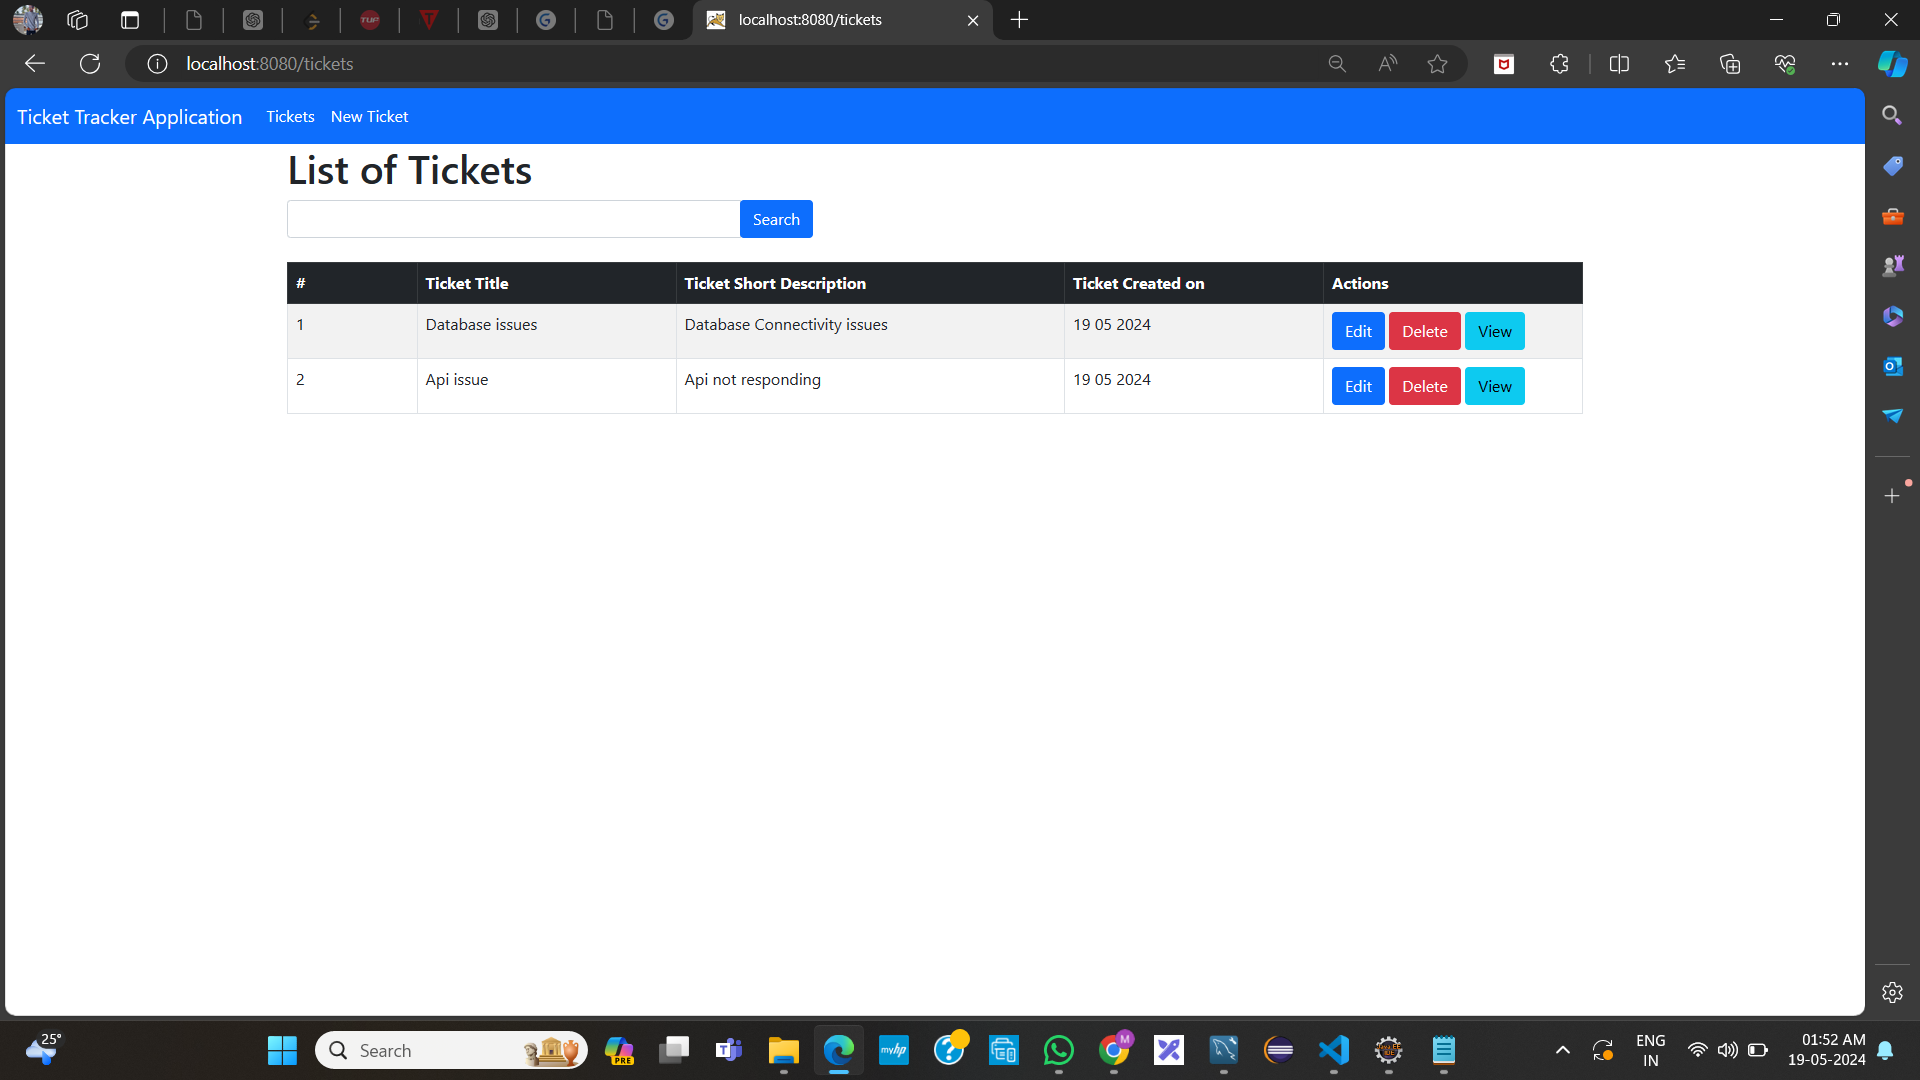 localhost:8080/tickets
localhost:8080/tickets
Ticket Tracker Application Tickets New Ticket
List of Tickets
Search
# Ticket Title Ticket Short Description Ticket Created on Actions
1 Database issues Database Connectivity issues 19 05 2024 Edit Delete View
2 Api issue Api not responding 19 05 2024 Edit Delete View
25°
Search
PRE
myhp
M
ENG
IN
01:52 AM
19-05-2024